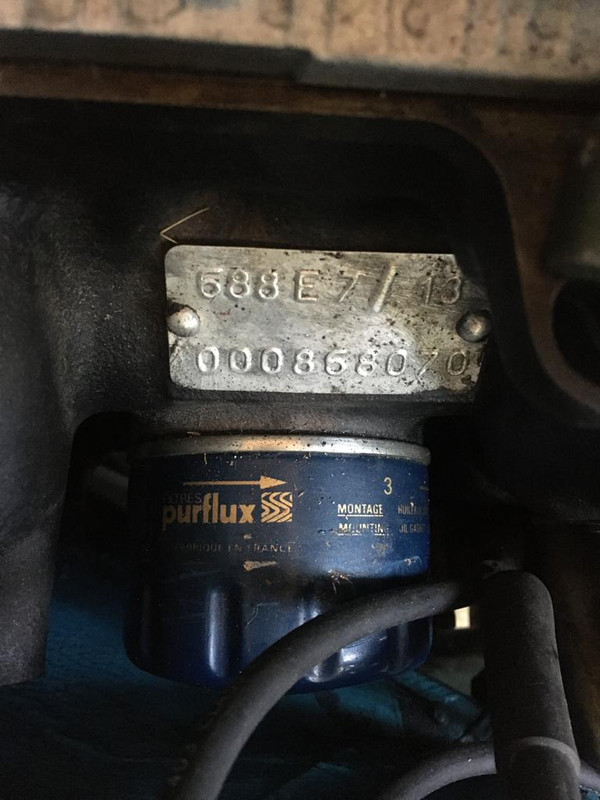 688E7/ 13
000868070
3
purflux
MONTAGE
MOUNTING
FABRIQUE EN FRANCE